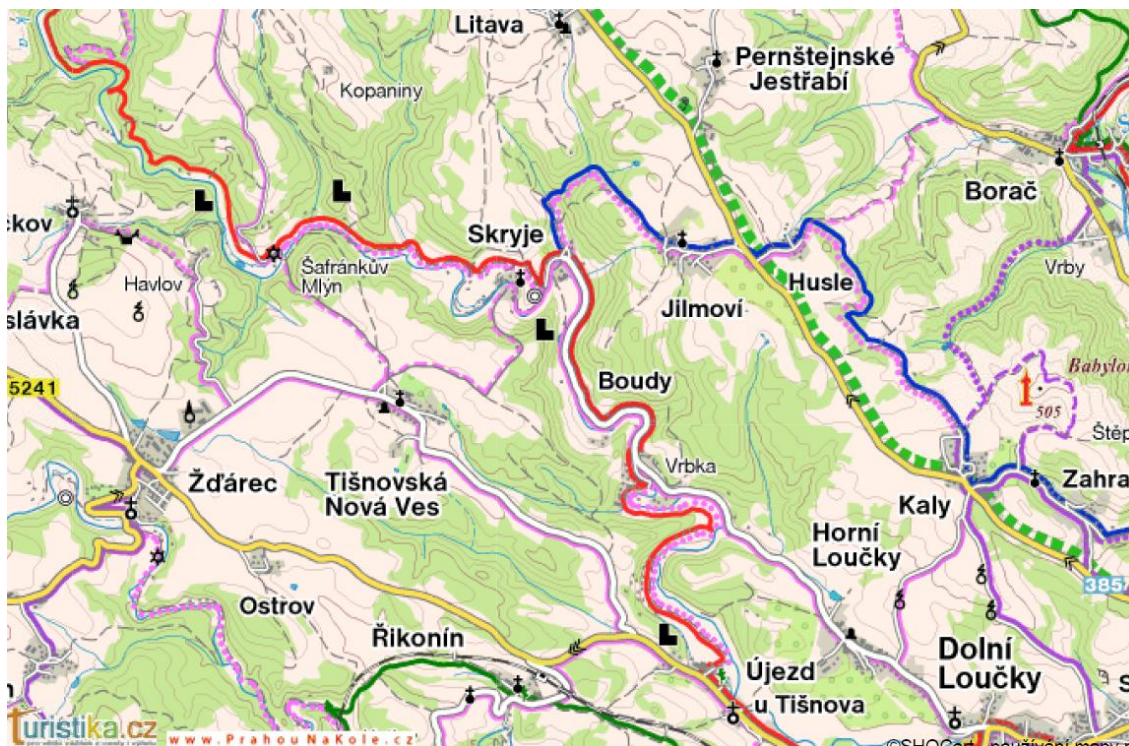 Litava
Pernštejnské
Jestřabí
Kopaniny
Borač
ckov
Skryje
Šafránkův
Mlýn
Havlov
Husle
Vrby
Jilmoví
slávka
5241
Boudy
Babylo
505
Štěp
Vrbka
Žďárec
Tišnovská
Nová Ves
Kaly
Zahra
Horní
Loučky
385
Ostrov
Řikonín
Dolní
Loučky
Újezd
u Tišnova
turistika.cz
www.PrahouNaKole.cz